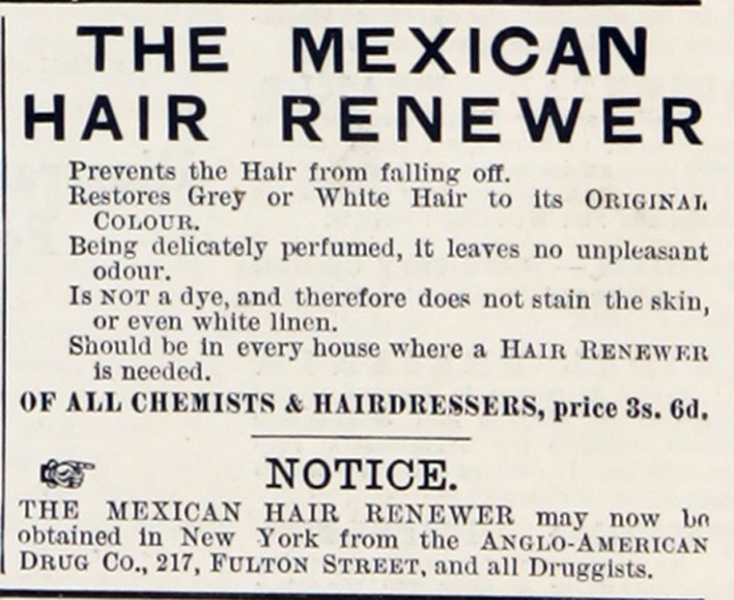 THE MEXICAN
HAIR RENEWER
Prevents the Hair from falling off.
Restores Grey or White Hair to its ORIGINAL
COLOUR.
Being delicately perfumed, it leaves no unpleasant
odour.
Is NOT a dye, and therefore does not stain the skin,
or even white linen.
Should be in every house where a HAIR RENEWER
is needed.
OF ALL CHEMISTS & HAIRDRESSERS, price 3s. 6d.
☞ NOTICE.
THE MEXICAN HAIR RENEWER may now be
obtained in New York from the ANGLO-AMERICAN
DRUG CO., 217, FULTON STREET, and all Druggists.